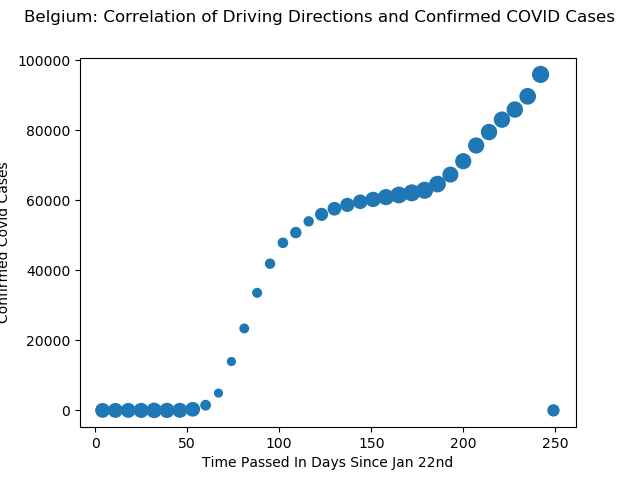 Belgium: Correlation of Driving Directions and Confirmed COVID Cases
100000
80000
60000
40000
20000
0
Confirmed Covid Cases
0 50 100 150 200 250
Time Passed In Days Since Jan 22nd